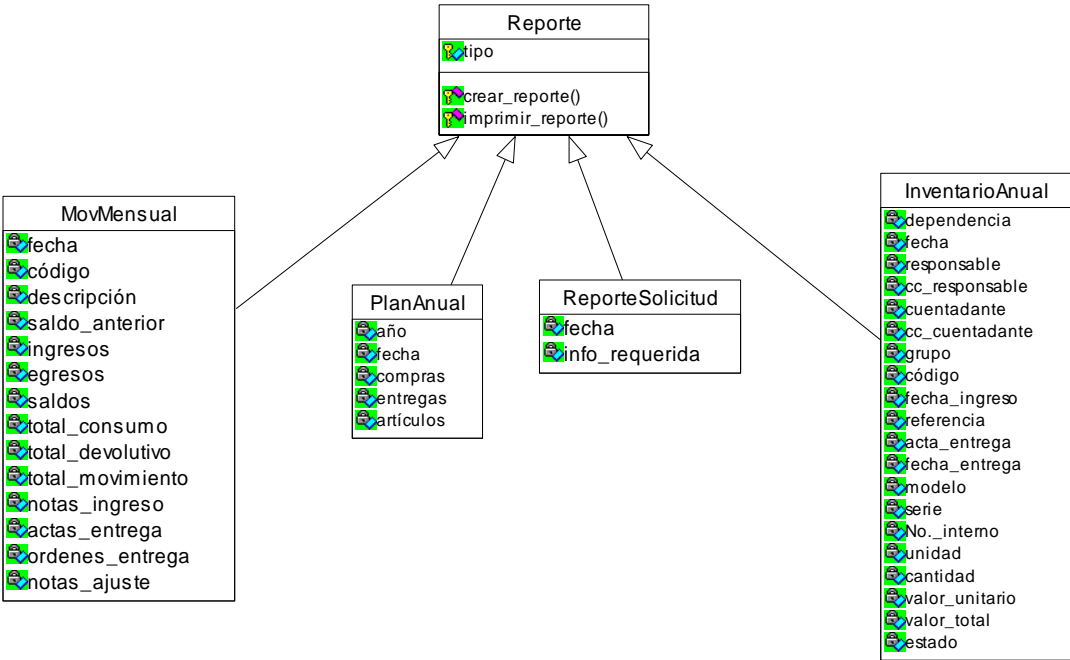 Reporte
tipo
crear_reporte()
imprimir_reporte()
MovMensual
fecha
código
descripción
saldo_anterior
ingresos
egresos
saldos
total_consumo
total_devolutivo
total_movimiento
notas_ingreso
actas_entrega
ordenes_entrega
notas_ajuste
PlanAnual
año
fecha
compras
entregas
artículos
ReporteSolicitud
fecha
info_requerida
InventarioAnual
dependencia
fecha
responsable
cc_responsable
cuentadante
cc_cuentadante
grupo
código
fecha_ingreso
referencia
acta_entrega
fecha_entrega
modelo
serie
No._interno
unidad
cantidad
valor_unitario
valor_total
estado